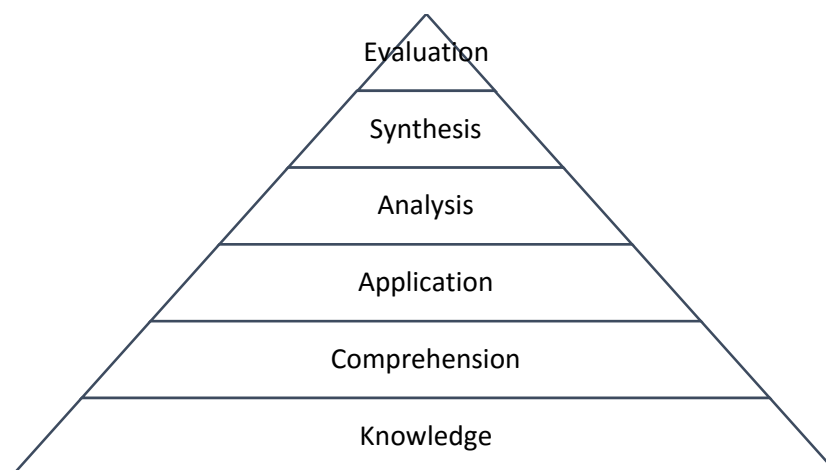 Evaluation
Synthesis
Analysis
Application
Comprehension
Knowledge